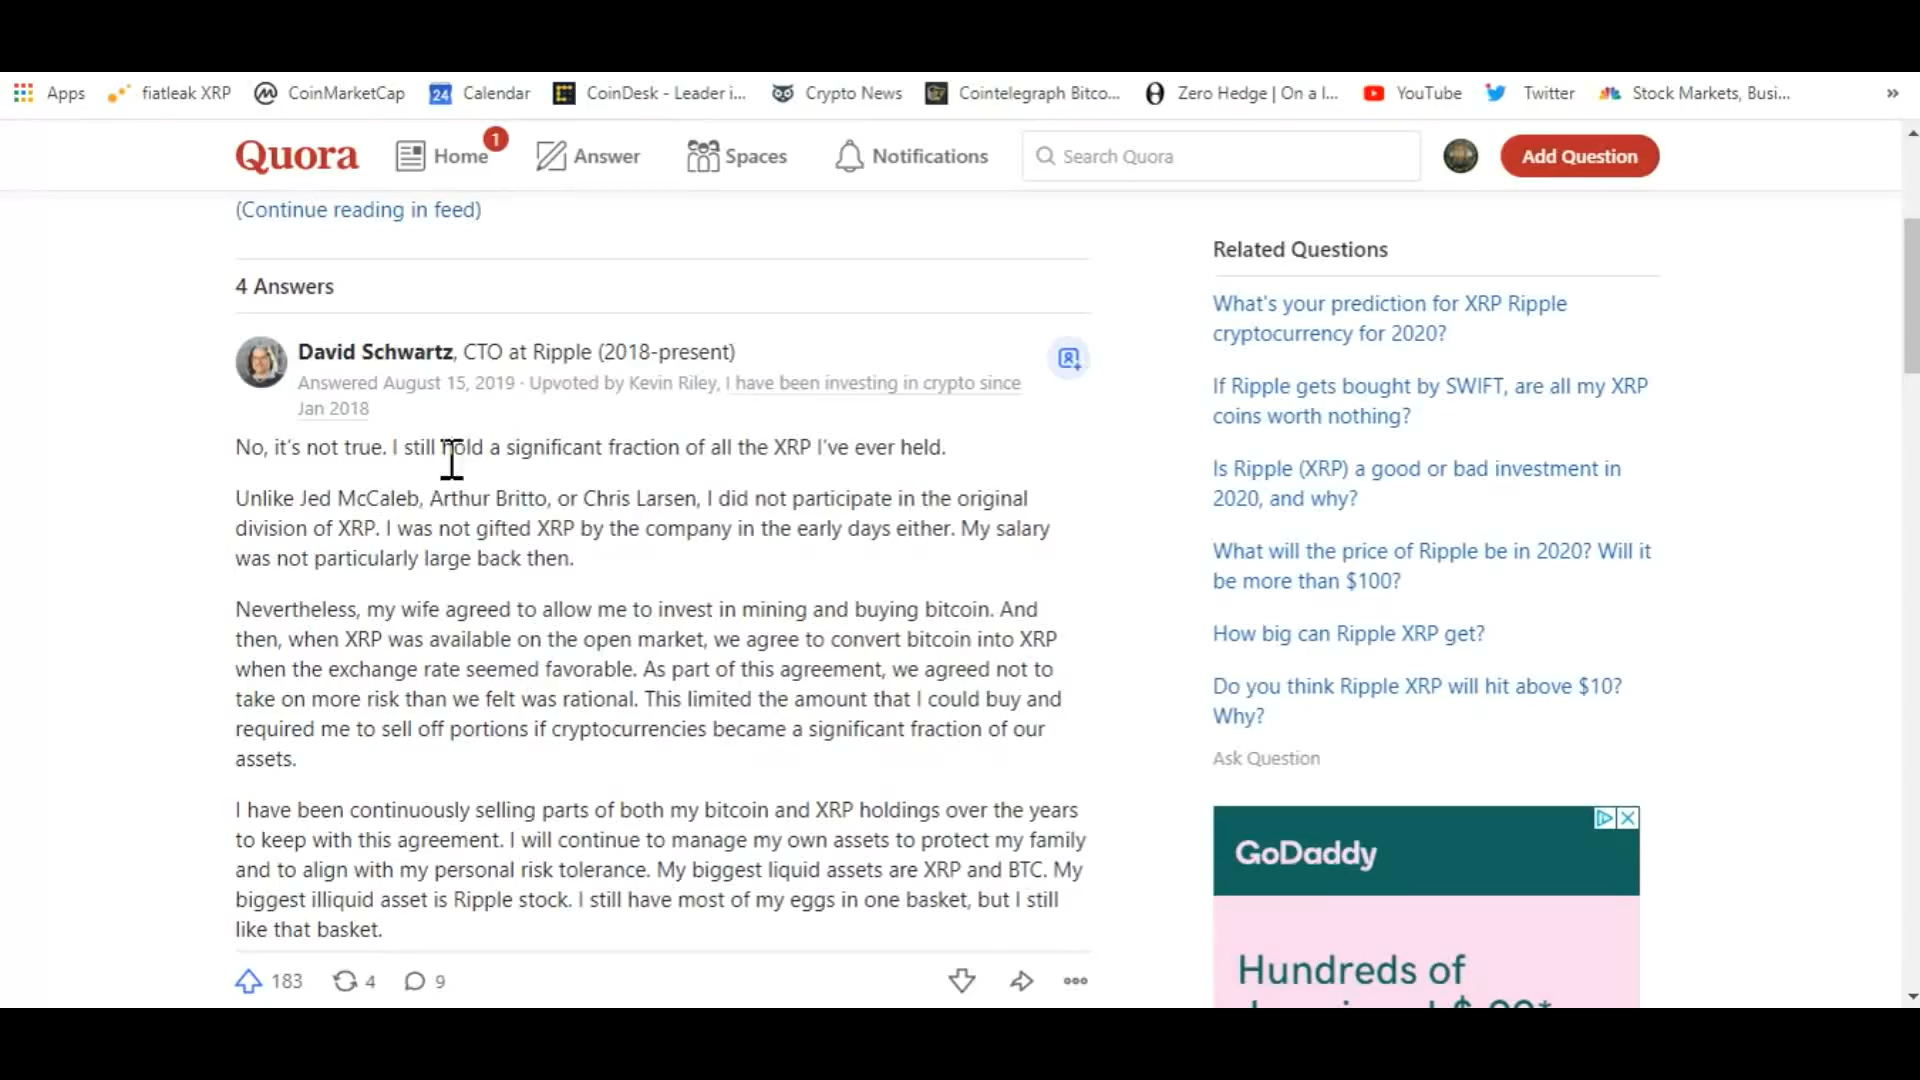 Apps fiatleak XRP CoinMarketCap 24 Calendar CoinDesk - Leader i... Crypto News Cointelegraph Bitco... Zero Hedge | On a l... YouTube Twitter Stock Markets, Busi... »
Quora Home 1 Answer Spaces Notifications Search Quora Add Question
(Continue reading in feed)
4 Answers
David Schwartz, CTO at Ripple (2018-present)
Answered August 15, 2019 · Upvoted by Kevin Riley, I have been investing in crypto since
Jan 2018
No, it's not true. I still hold a significant fraction of all the XRP I've ever held.
Unlike Jed McCaleb, Arthur Britto, or Chris Larsen, I did not participate in the original
division of XRP. I was not gifted XRP by the company in the early days either. My salary
was not particularly large back then.
Nevertheless, my wife agreed to allow me to invest in mining and buying bitcoin. And
then, when XRP was available on the open market, we agree to convert bitcoin into XRP
when the exchange rate seemed favorable. As part of this agreement, we agreed not to
take on more risk than we felt was rational. This limited the amount that I could buy and
required me to sell off portions if cryptocurrencies became a significant fraction of our
assets.
I have been continuously selling parts of both my bitcoin and XRP holdings over the years
to keep with this agreement. I will continue to manage my own assets to protect my family
and to align with my personal risk tolerance. My biggest liquid assets are XRP and BTC. My
biggest illiquid asset is Ripple stock. I still have most of my eggs in one basket, but I still
like that basket.
183 4 9
Related Questions
What's your prediction for XRP Ripple
cryptocurrency for 2020?
If Ripple gets bought by SWIFT, are all my XRP
coins worth nothing?
Is Ripple (XRP) a good or bad investment in
2020, and why?
What will the price of Ripple be in 2020? Will it
be more than $100?
How big can Ripple XRP get?
Do you think Ripple XRP will hit above $10?
Why?
Ask Question
GoDaddy
Hundreds of